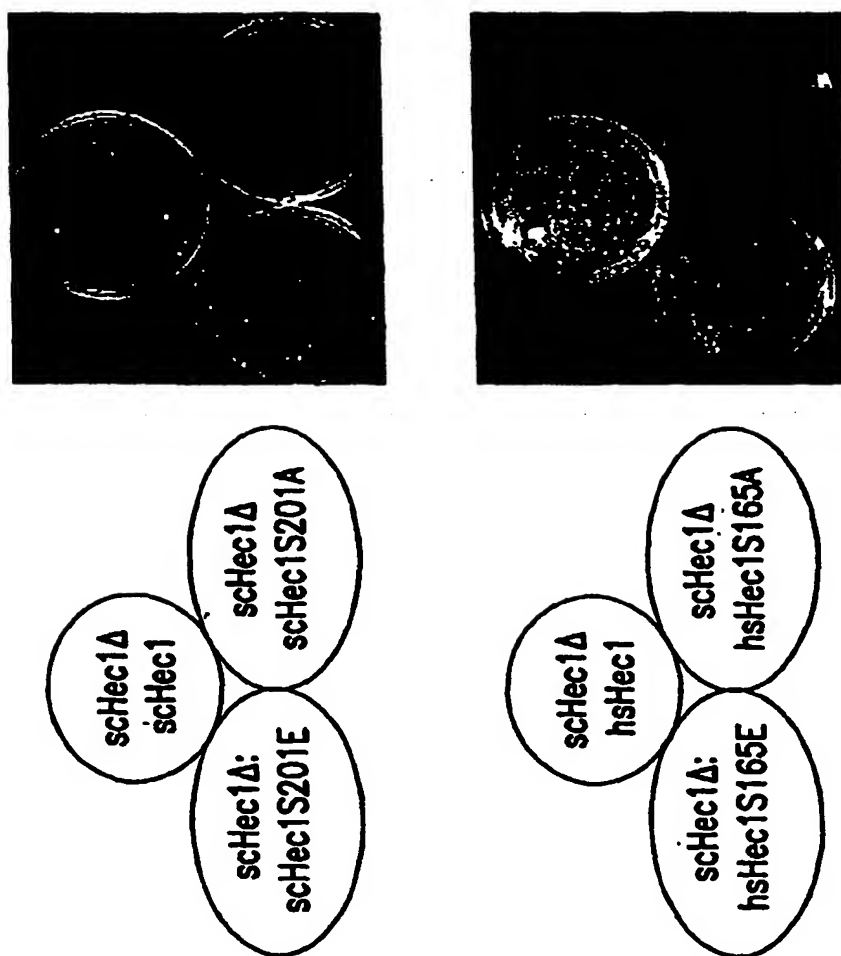 scHec1Δ
scHec1
scHec1Δ:
scHec1S201E
scHec1Δ
scHec1S201A
scHec1Δ
hsHec1
scHec1Δ:
hsHec1S165E
scHec1Δ
hsHec1S165A